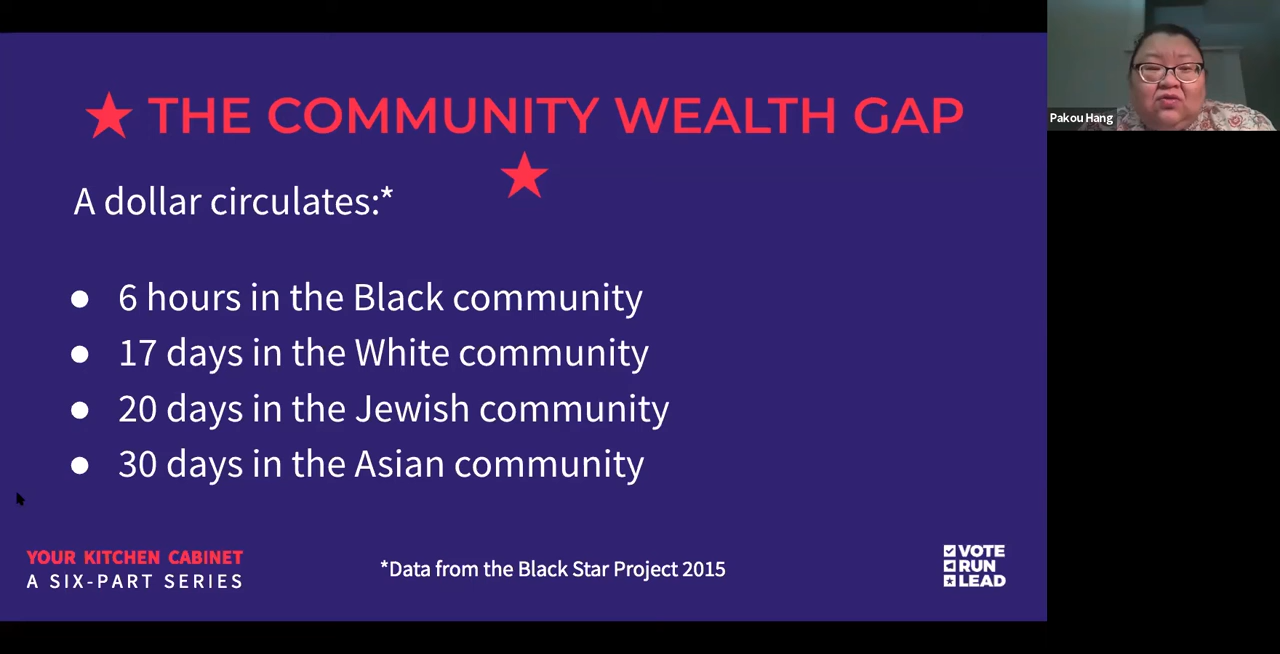 THE COMMUNITY WEALTH GAP
A dollar circulates:*
● 6 hours in the Black community
● 17 days in the White community
● 20 days in the Jewish community
● 30 days in the Asian community
YOUR KITCHEN CABINET
A SIX-PART SERIES
*Data from the Black Star Project 2015
VOTE
RUN
LEAD
Pakou Hang